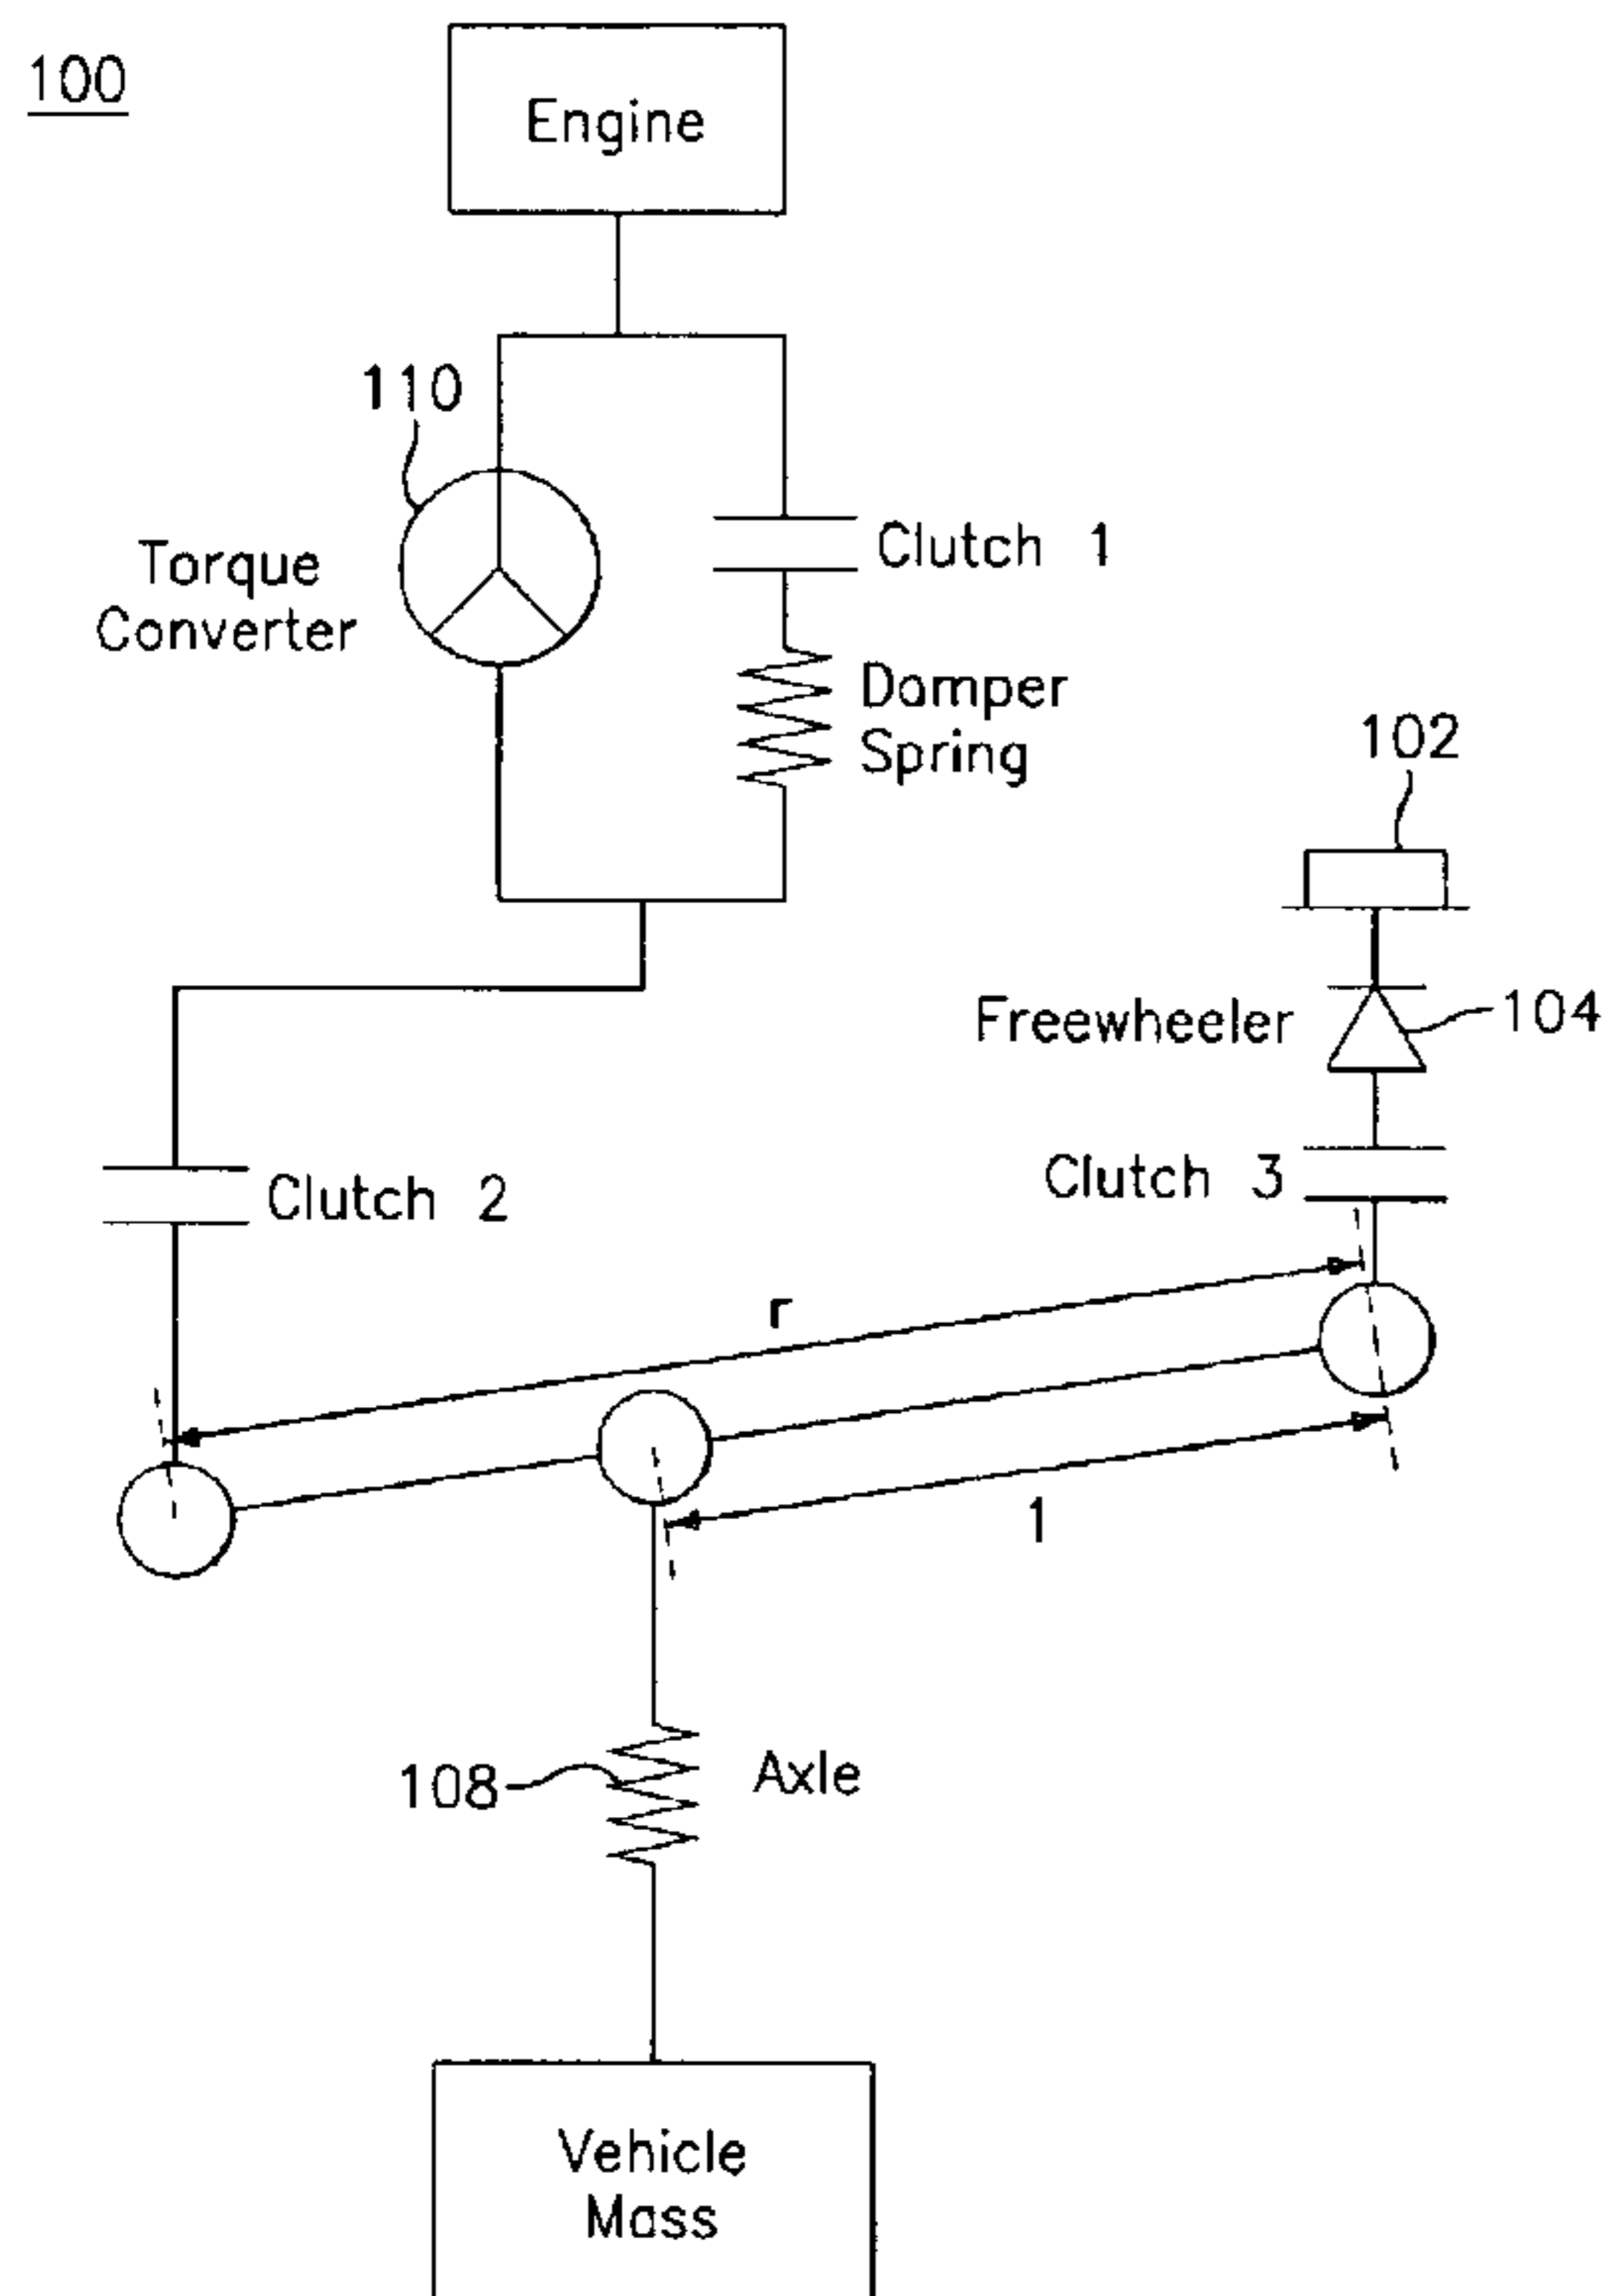 100
Engine
110
Torque
Converter
Clutch 1
Damper
Spring
102
Freewheeler
104
Clutch 2
Clutch 3
r
1
108
Axle
Vehicle
Mass